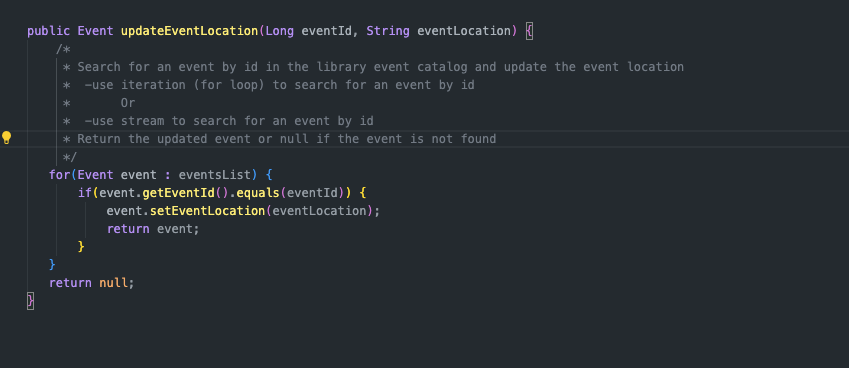 public Event updateEventLocation(Long eventId, String eventLocation) {
/*
* Search for an event by id in the library event catalog and update the event location
*  -use iteration (for loop) to search for an event by id
*       Or
*  -use stream to search for an event by id
* Return the updated event or null if the event is not found
*/
for(Event event : eventsList) {
if(event.getEventId().equals(eventId)) {
event.setEventLocation(eventLocation);
return event;
}
}
return null;
}